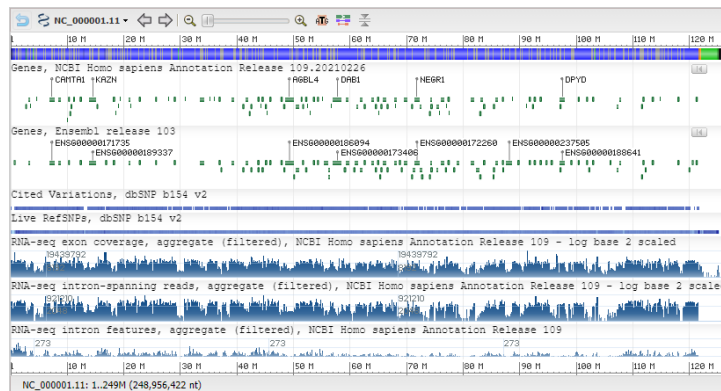 NC_000001.11
10 M 20 M 30 M 40 M 50 M 60 M 70 M 80 M 90 M 100 M 110 M 120 M
Genes, NCBI Homo sapiens Annotation Release 109.20210226
CAMTA1 KAZN AGBL4 DAB1 NEGR1 DPYD
Genes, Ensembl release 103
ENSG00000171735 ENSG00000186094 ENSG00000172260 ENSG00000237505
ENSG00000189337 ENSG00000173406 ENSG00000188641
Cited Variations, dbSNP b154 v2
Live RefSNPs, dbSNP b154 v2
RNA-seq exon coverage, aggregate (filtered), NCBI Homo sapiens Annotation Release 109 - log base 2 scaled
19439792 19439792
RNA-seq intron-spanning reads, aggregate (filtered), NCBI Homo sapiens Annotation Release 109 - log base 2 scale
921210 921210
RNA-seq intron features, aggregate (filtered), NCBI Homo sapiens Annotation Release 109
273 273 273
10 M 20 M 30 M 40 M 50 M 60 M 70 M 80 M 90 M 100 M 110 M 120 M
NC_000001.11: 1..249M (248,956,422 nt)